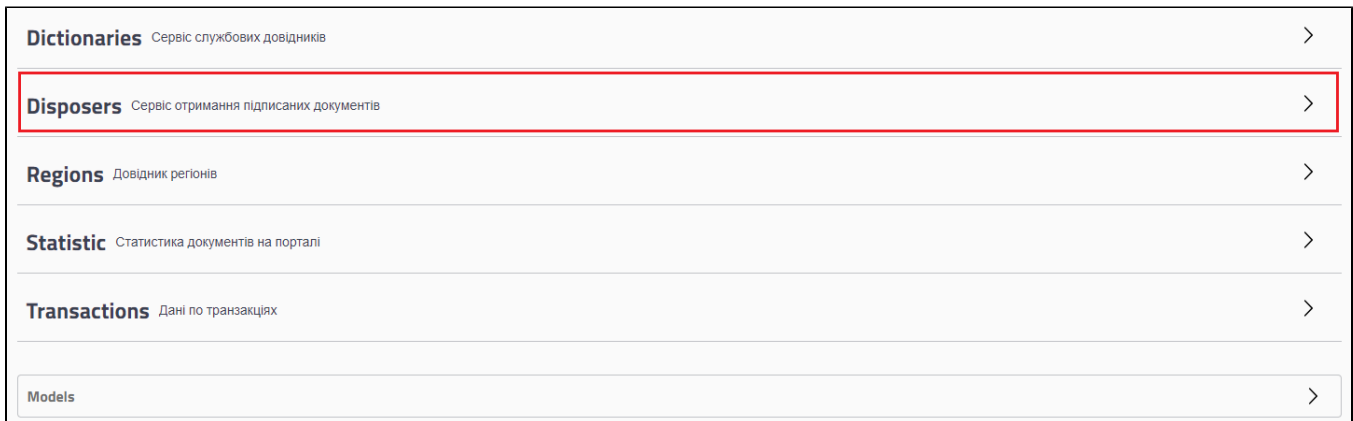 Dictionaries Сервіс службових довідників
Disposers Сервіс отримання підписаних документів
Regions Довідник регіонів
Statistic Статистика документів на порталі
Transactions Дані по транзакціях
Models